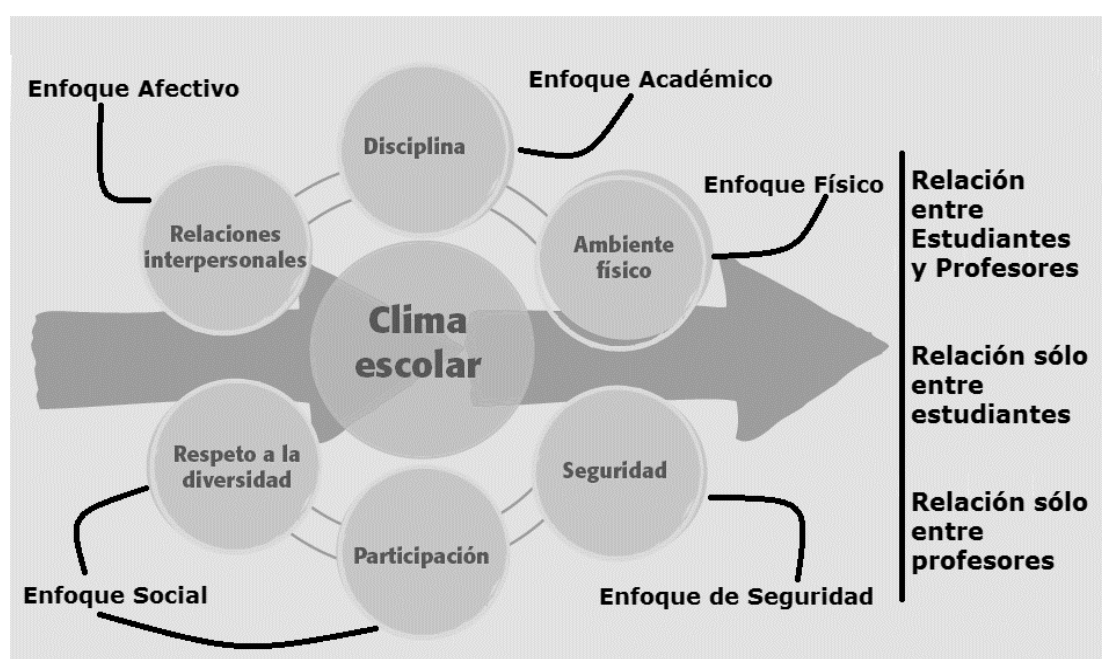 Enfoque Afectivo
Enfoque Académico
Disciplina
Enfoque Físico
Relaciones
interpersonales
Ambiente
físico
Clima
escolar
Respeto a la
diversidad
Seguridad
Participación
Enfoque Social
Enfoque de Seguridad
Relación
entre
Estudiantes
y Profesores
Relación sólo
entre
estudiantes
Relación sólo
entre
profesores